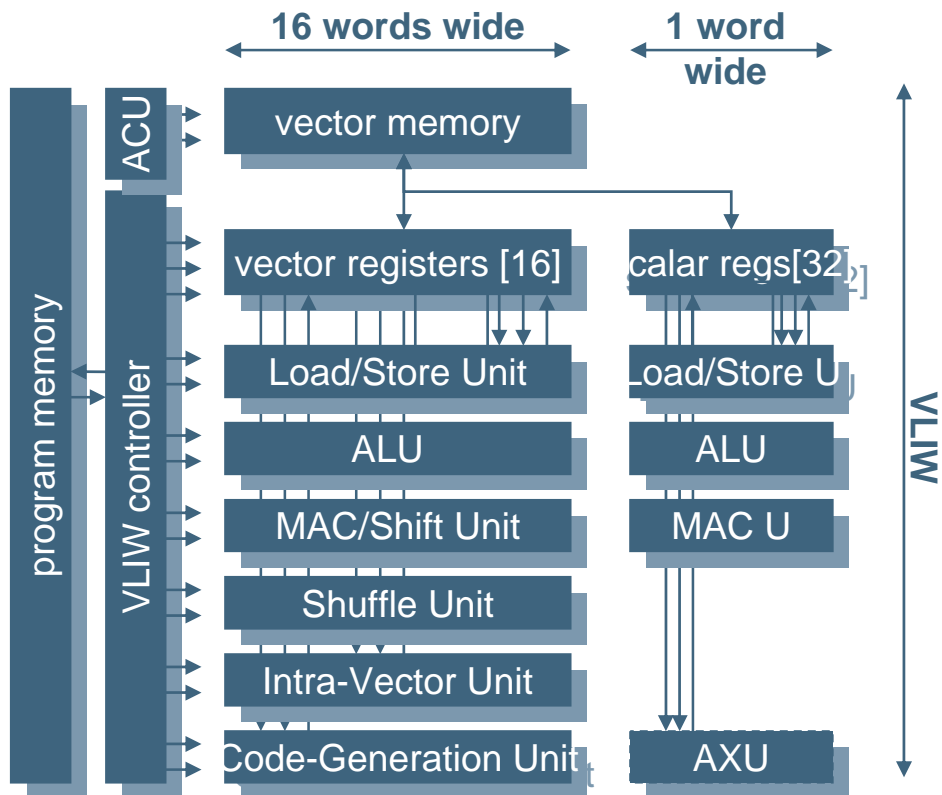 16 words wide
1 word
wide
ACU
vector memory
vector registers [16]
scalar regs[32]
program memory
VLIW controller
Load/Store Unit
Load/Store U
VLIW
ALU
ALU
MAC/Shift Unit
MAC U
Shuffle Unit
Intra-Vector Unit
Code-Generation Unit
AXU